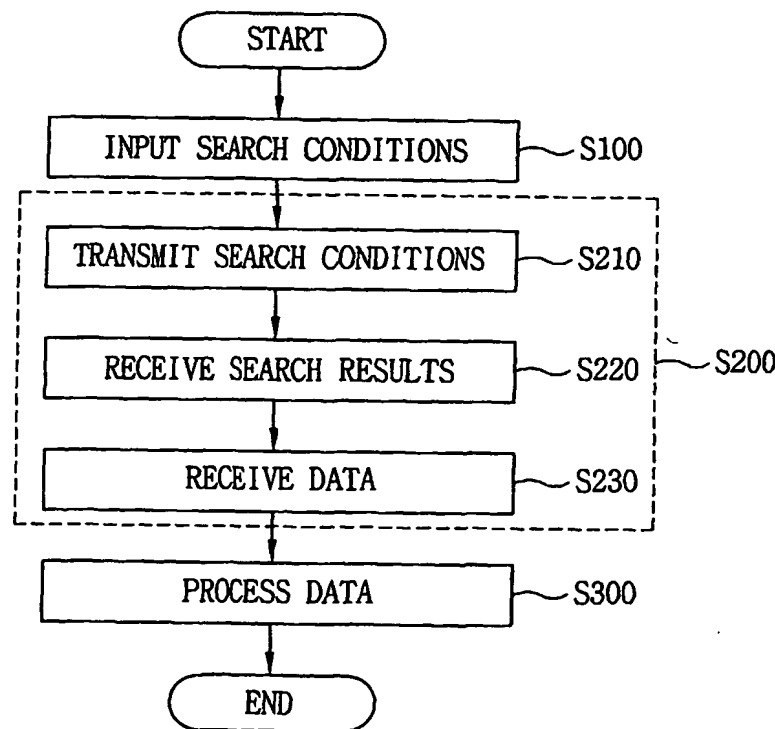 START
INPUT SEARCH CONDITIONS S100
TRANSMIT SEARCH CONDITIONS S210
RECEIVE SEARCH RESULTS S220
S200
RECEIVE DATA S230
PROCESS DATA S300
END